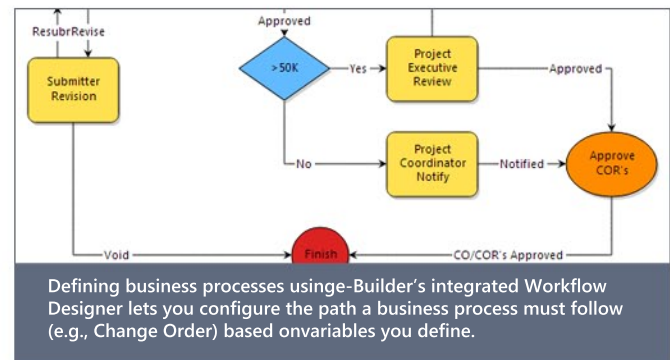 Approved
ResubrRevise
Submitter
Revision
>50K
Yes
Project
Executive
Review
Approved
No
Project
Coordinator
Notify
Notified
Approve
COR's
Void
Finish
CO/COR's Approved
Defining business processes usinge-Builder's integrated Workflow
Designer lets you configure the path a business process must follow
(e.g., Change Order) based onvariables you define.